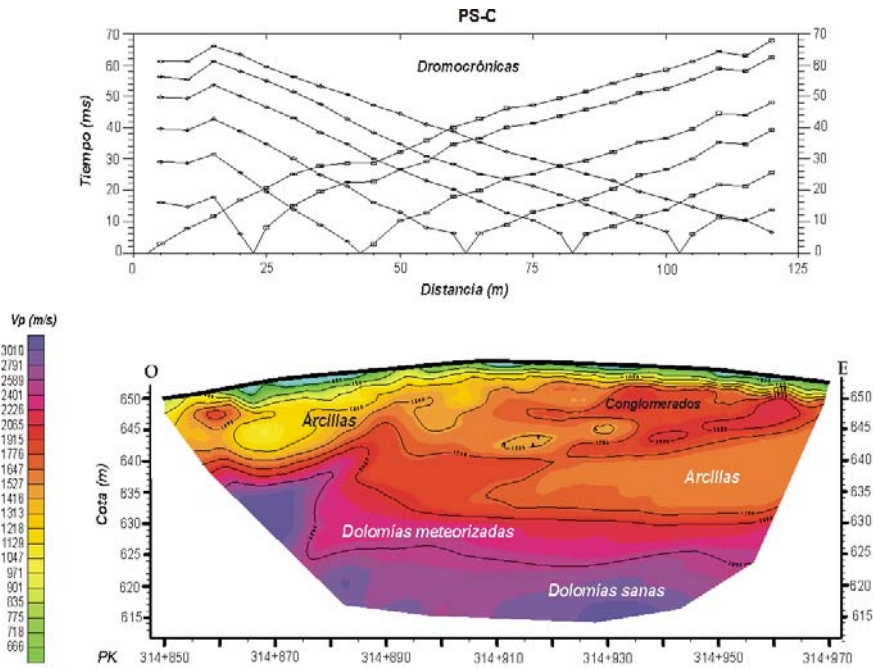 PS-C
70 70
60 60
50 50
40 40
30 30
20 20
10 10
0 0
Dromocrônicas
Tiempo (ms)
0 25 50 75 100 125
Distancia (m)
Vp (m/s)
3010
2791
2589
2401
2226
2065
1915
1776
1647
1527
1416
1313
1218
1129
1047
971
901
835
775
718
666
O E
650 650
645 645
640 640
635 635
630 630
625 625
620 620
615 615
Cota (m)
Conglomerados
Arcillas
Arcillas
Dolomías meteorizadas
Dolomías sanas
PK 314+850 314+870 314+890 314+910 314+930 314+950 314+970